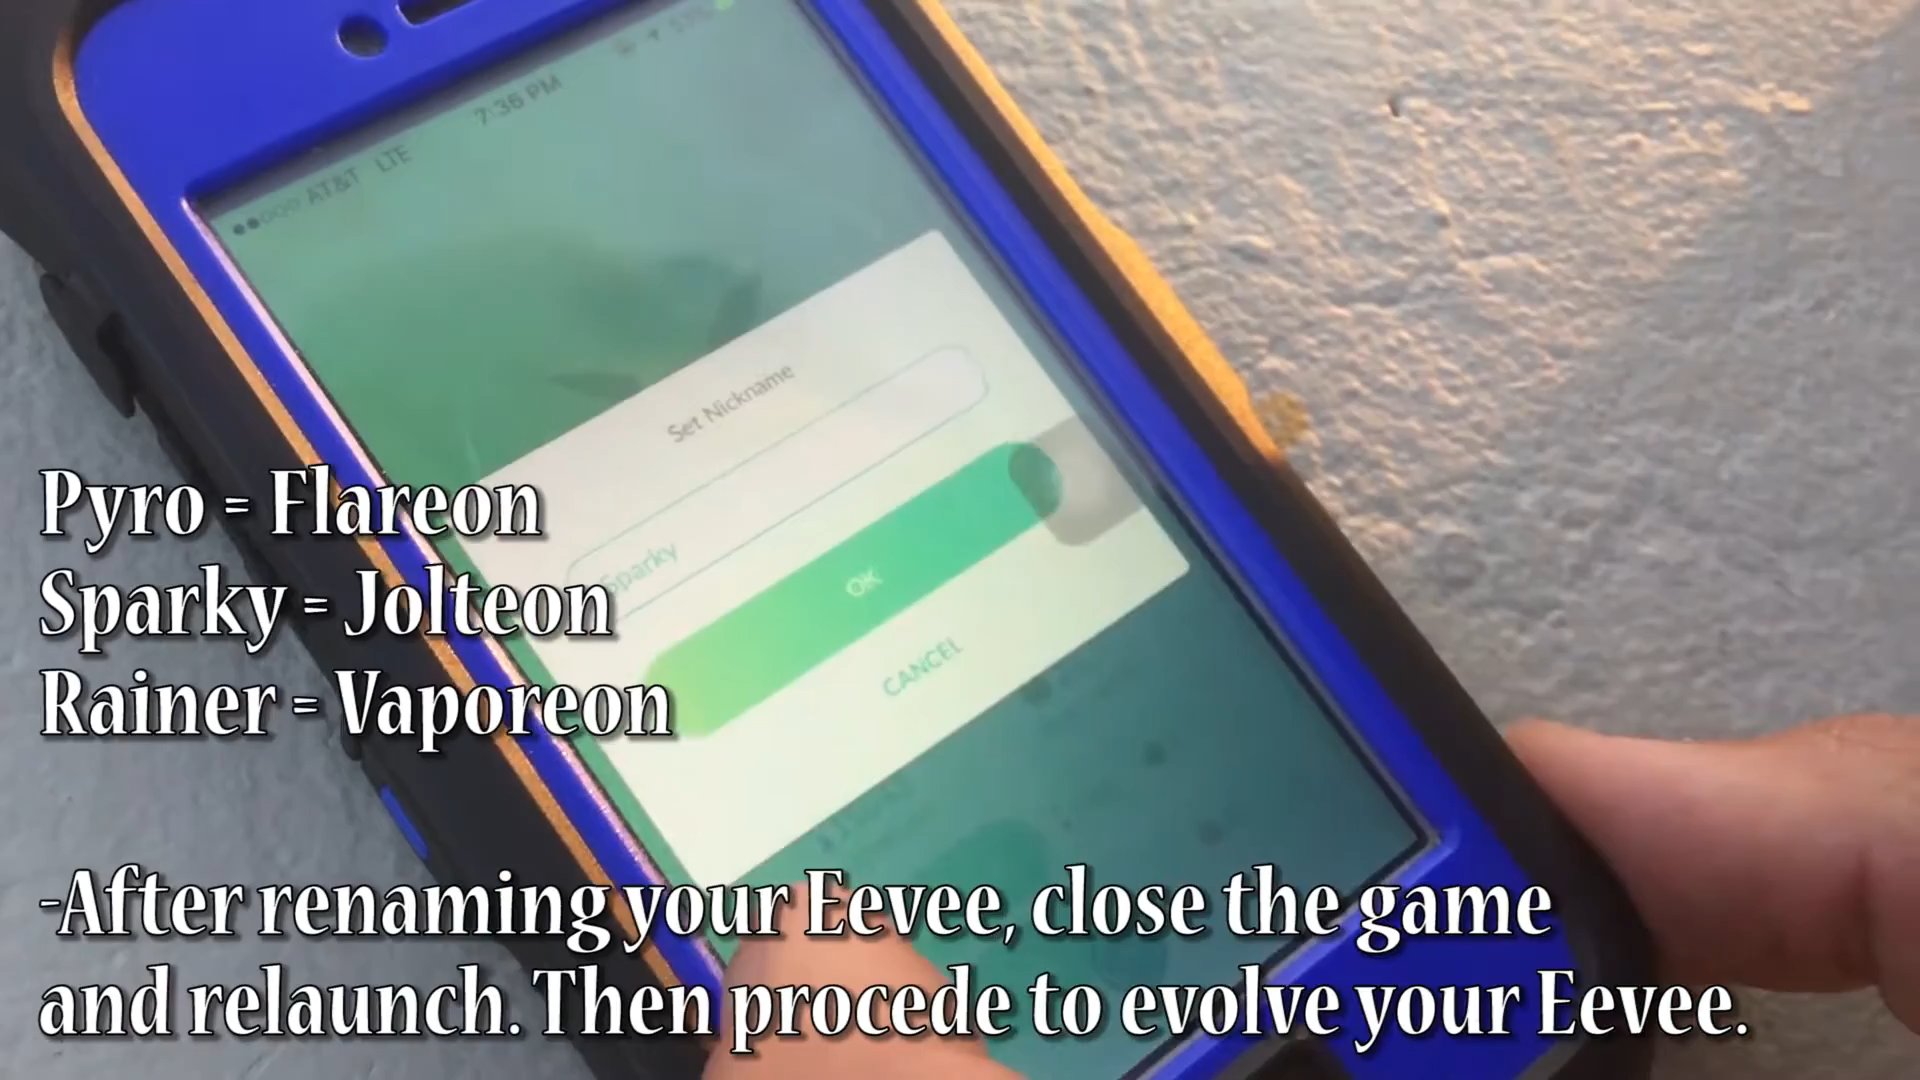 AT&T LTE 7:36 PM
Set Nickname
Sparky
OK
CANCEL
Pyro = Flareon
Sparky = Jolteon
Rainer = Vaporeon
-After renaming your Eevee, close the game
and relaunch. Then procede to evolve your Eevee.